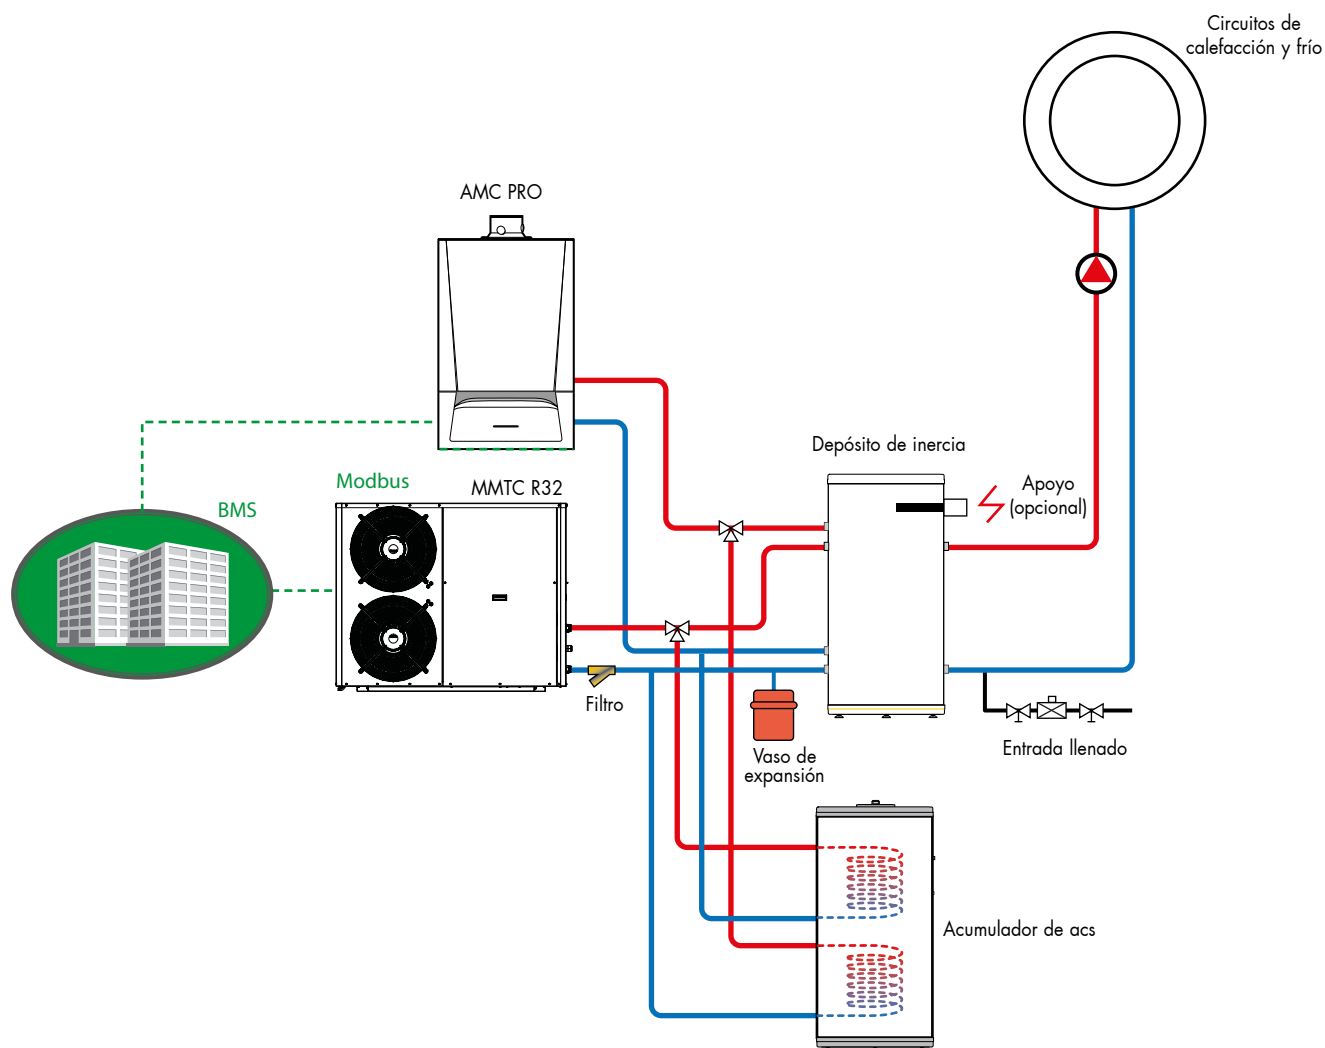 Circuitos de
calefacción y frío
AMC PRO
Depósito de inercia
Modbus
MMTC R32
Apoyo
(opcional)
BMS
Filtro
Entrada llenado
Vaso de
expansión
Acumulador de acs